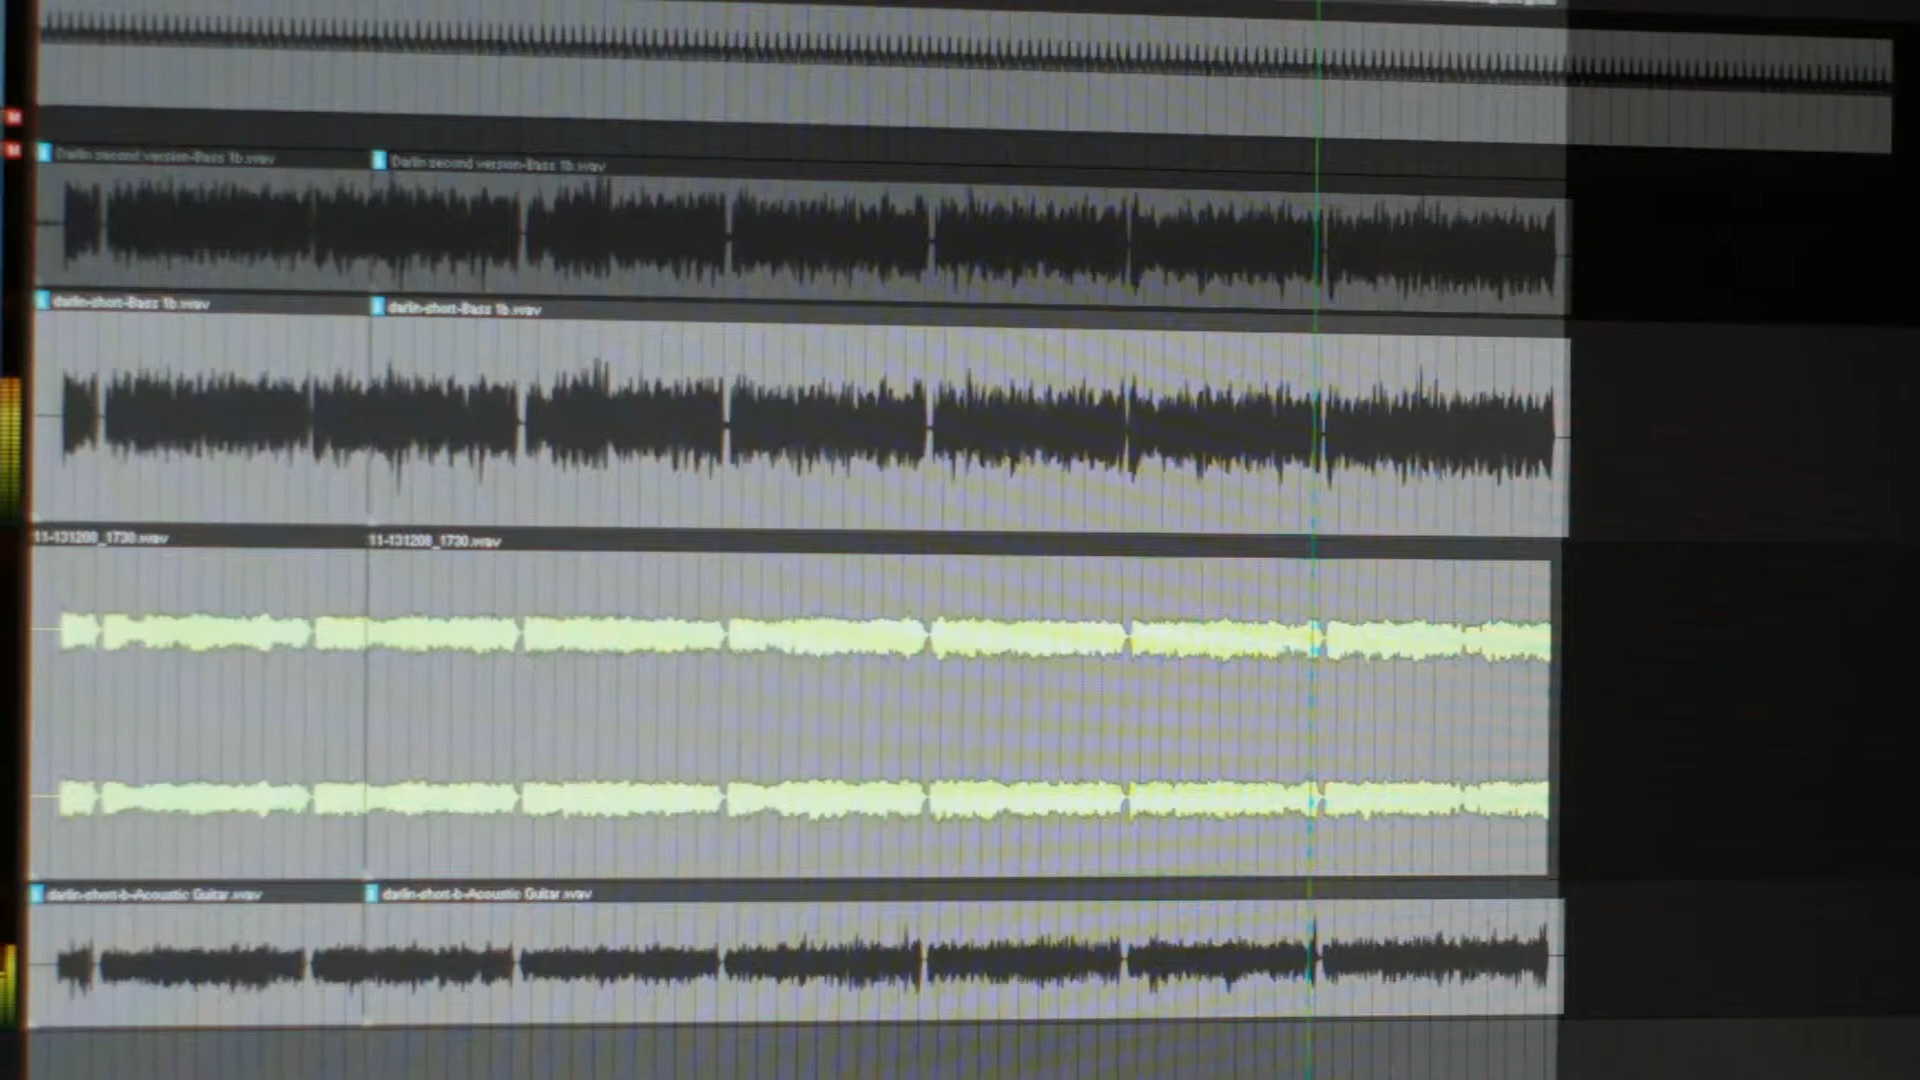 M
M
Darlin second version-Bass 1b.wav Darlin second version-Bass 1b.wav
darlin-short-Bass 1b.wav darlin-short-Bass 1b.wav
11-131208_1730.wav 11-131208_1730.wav
darlin-short-b-Acoustic Guitar.wav darlin-short-b-Acoustic Guitar.wav